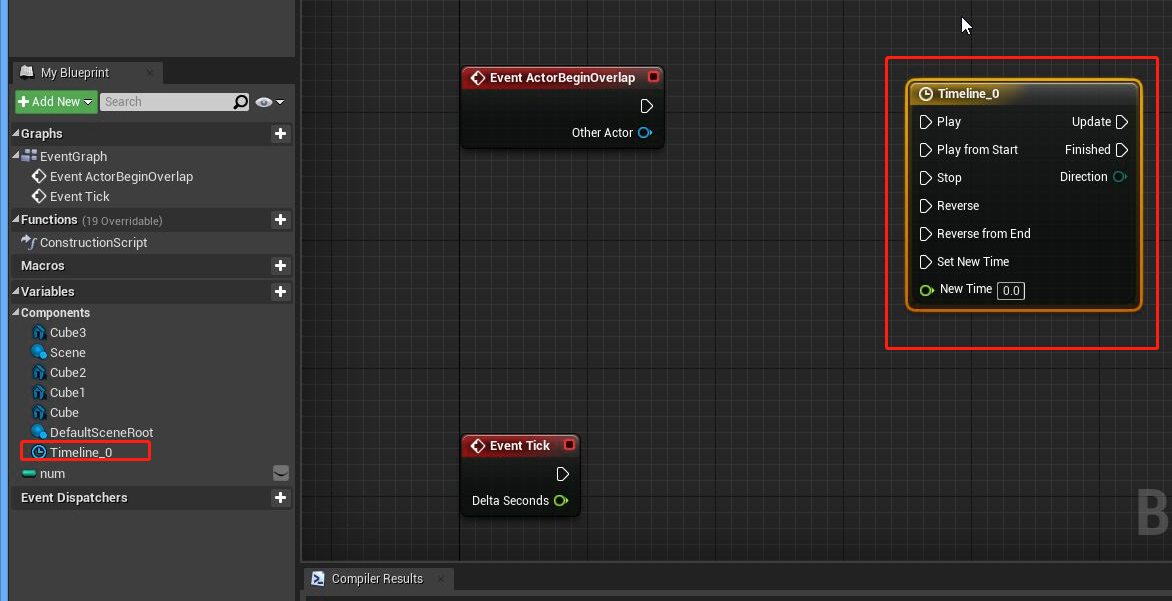 My Blueprint
Add New
Search
Graphs
EventGraph
Event ActorBeginOverlap
Event Tick
Functions (19 Overridable)
ConstructionScript
Macros
Variables
Components
Cube3
Scene
Cube2
Cube1
Cube
DefaultSceneRoot
Timeline_0
num
Event Dispatchers
Event ActorBeginOverlap
Other Actor
Timeline_0
Play
Update
Play from Start
Finished
Stop
Direction
Reverse
Reverse from End
Set New Time
New Time 0.0
Event Tick
Delta Seconds
B
Compiler Results